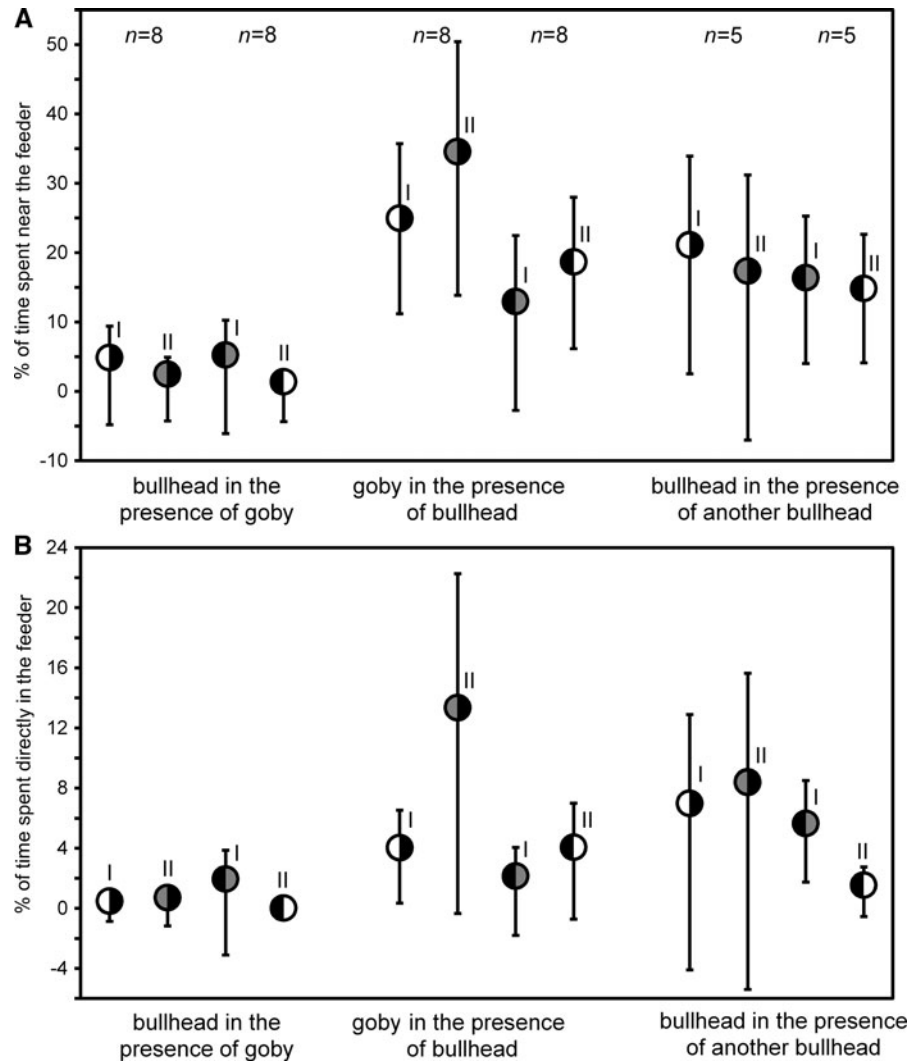 A
n=8 n=8 n=8 n=8 n=5 n=5
% of time spent near the feeder
50
40
30
20
10
0
-10
I II I II I II I II I II I II
bullhead in the
presence of goby
goby in the presence
of bullhead
bullhead in the presence
of another bullhead
B
% of time spent directly in the feeder
24
20
16
12
8
4
0
-4
I II I II I II I II I II I II
bullhead in the
presence of goby
goby in the presence
of bullhead
bullhead in the presence
of another bullhead